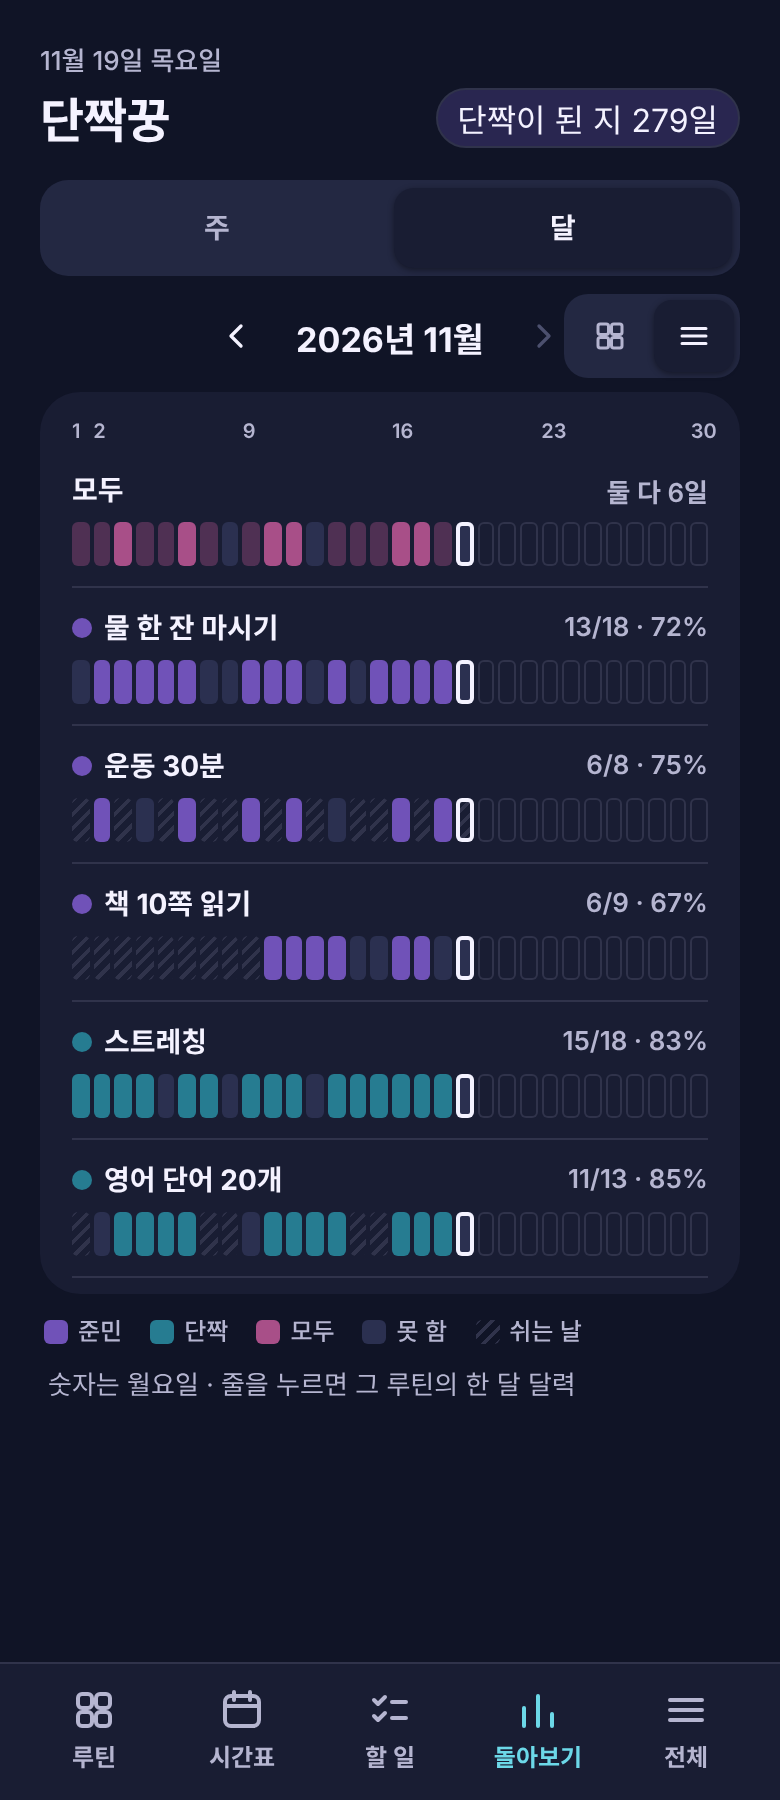 11월 19일 목요일
단짝꿍
단짝이 된 지 279일
주 달
2026년 11월
1 2 9 16 23 30
모두 둘 다 6일
물 한 잔 마시기 13/18 · 72%
운동 30분 6/8 · 75%
책 10쪽 읽기 6/9 · 67%
스트레칭 15/18 · 83%
영어 단어 20개 11/13 · 85%
준민 단짝 모두 못 함 쉬는 날
숫자는 월요일 · 줄을 누르면 그 루틴의 한 달 달력
루틴 시간표 할 일 돌아보기 전체